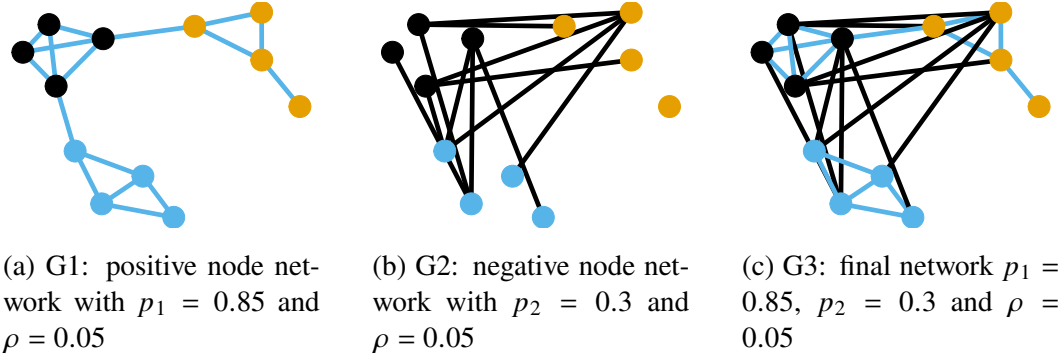 (a) G1: positive node net-
work with p₁ = 0.85 and
ρ = 0.05
(b) G2: negative node net-
work with p₂ = 0.3 and
ρ = 0.05
(c) G3: final network p₁ =
0.85, p₂ = 0.3 and ρ =
0.05